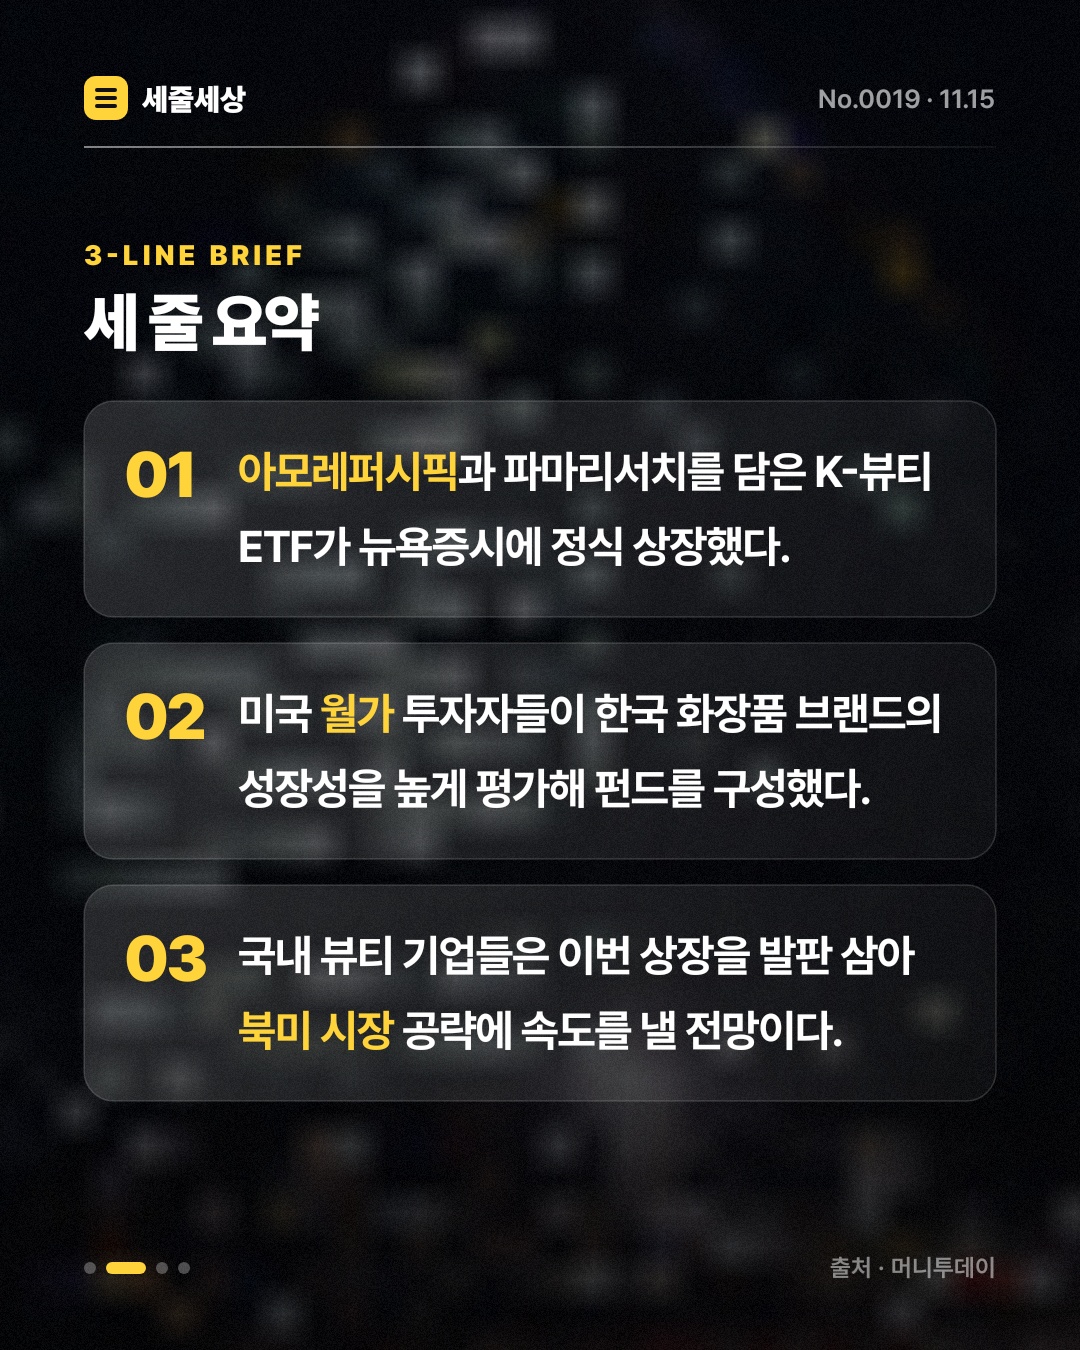 세줄세상
No.0019 · 11.15
3-LINE BRIEF
세 줄 요약
01
아모레퍼시픽과 파마리서치를 담은 K-뷰티
ETF가 뉴욕증시에 정식 상장했다.
02
미국 월가 투자자들이 한국 화장품 브랜드의
성장성을 높게 평가해 펀드를 구성했다.
03
국내 뷰티 기업들은 이번 상장을 발판 삼아
북미 시장 공략에 속도를 낼 전망이다.
출처 · 머니투데이